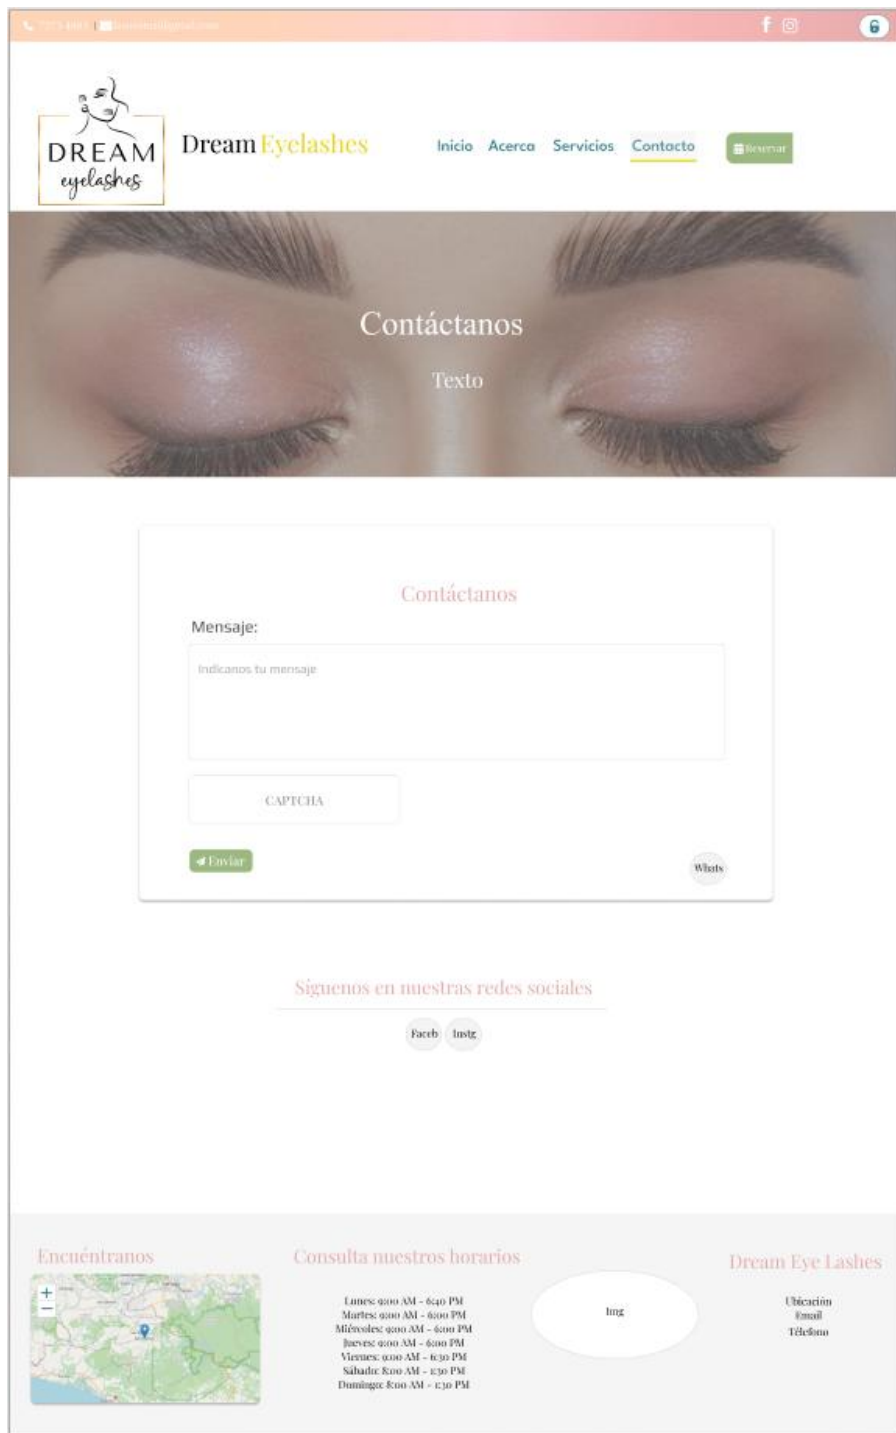 DREAM
eyelashes
Dream Eyelashes
Inicio Acerca Servicios Contacto Reservar
Contáctanos
Texto
Contáctanos
Mensaje:
Indícanos tu mensaje
CAPTCHA
Enviar
Whats
Síguenos en nuestras redes sociales
Faceb Instg
Encuéntranos
+
−
Consulta nuestros horarios
Lunes: 9:00 AM - 6:40 PM
Martes: 9:00 AM - 6:00 PM
Miércoles: 9:00 AM - 6:00 PM
Jueves: 9:00 AM - 6:00 PM
Viernes: 9:00 AM - 6:30 PM
Sábado: 8:00 AM - 1:30 PM
Domingo: 8:00 AM - 1:30 PM
Img
Dream Eye Lashes
Ubicación
Email
Télefono